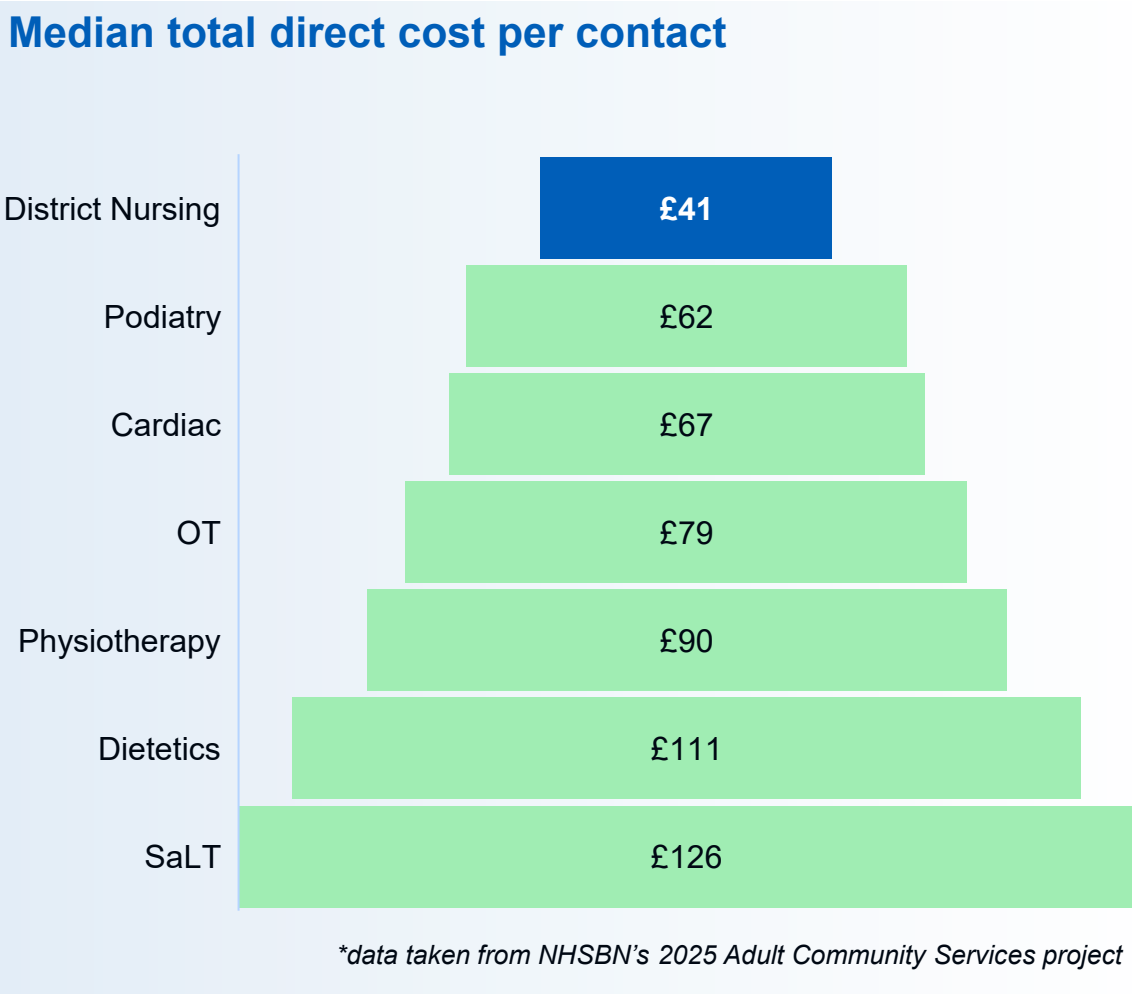 Median total direct cost per contact
District Nursing £41
Podiatry £62
Cardiac £67
OT £79
Physiotherapy £90
Dietetics £111
SaLT £126
*data taken from NHSBN’s 2025 Adult Community Services project